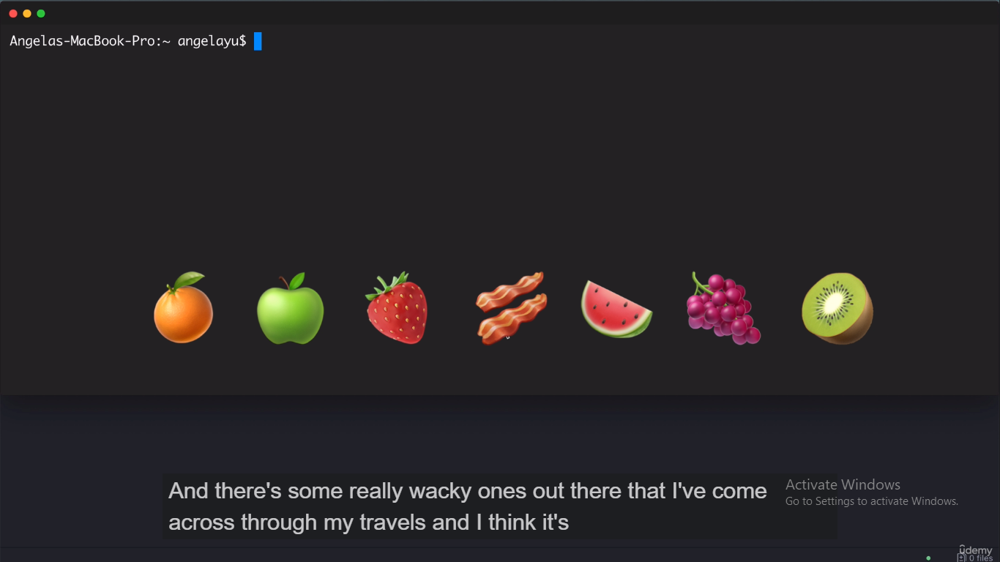 Angelas-MacBook-Pro:~ angelayu$
And there's some really wacky ones out there that I've come
across through my travels and I think it's
Activate Windows
Go to Settings to activate Windows.
ûdemy
0 files